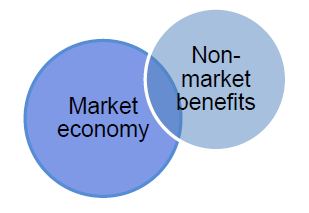 Market
economy
Non-
market
benefits